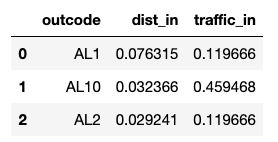 outcode dist_in traffic_in
0 AL1 0.076315 0.119666
1 AL10 0.032366 0.459468
2 AL2 0.029241 0.119666